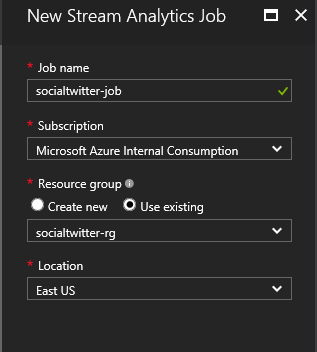 New Stream Analytics Job
* Job name
socialtwitter-job
* Subscription
Microsoft Azure Internal Consumption
* Resource group
Create new Use existing
socialtwitter-rg
* Location
East US